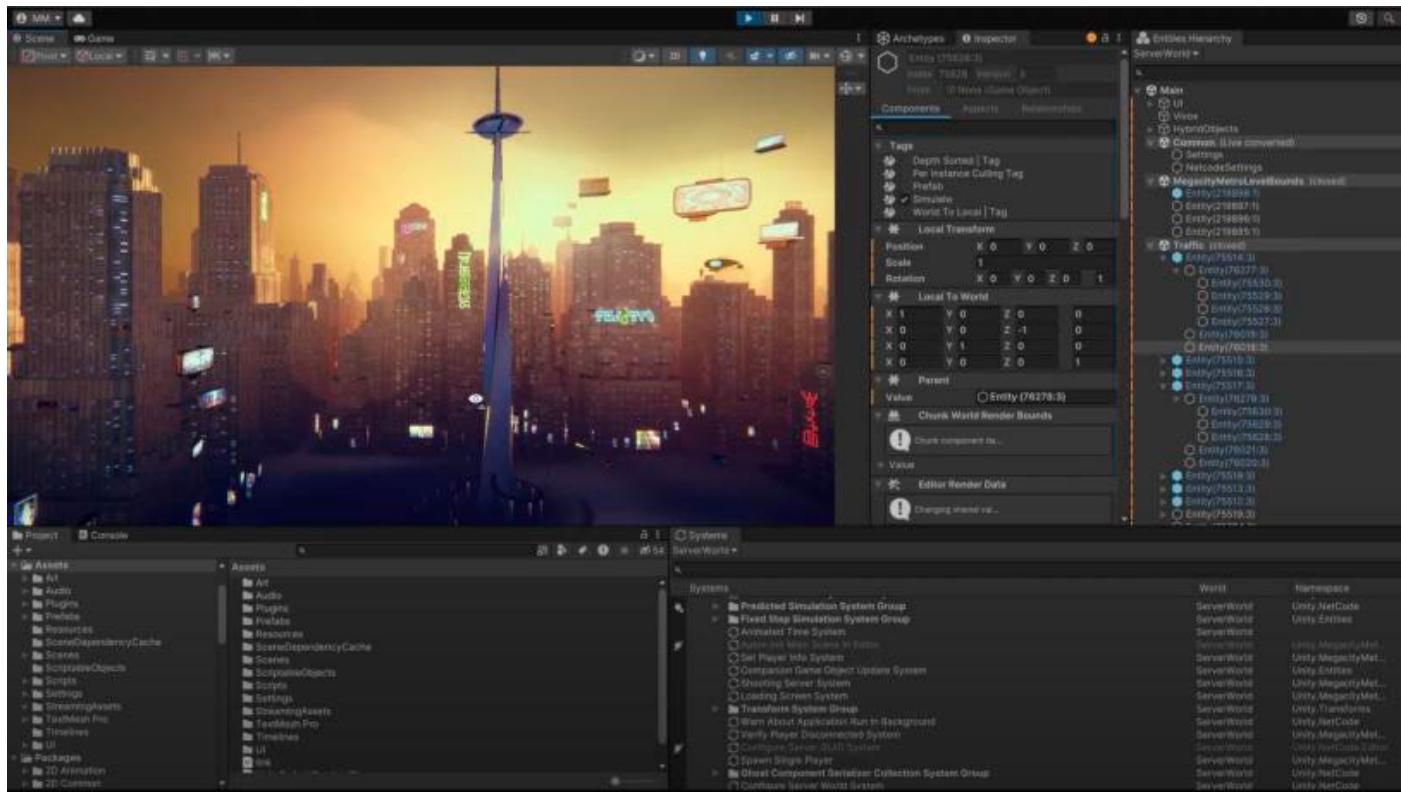 MM
Scene
Game
Pivot
Local
2D
Archetypes
Inspector
Entity (75628:3)
Index 75628 Version 3
From None (Game Object)
Components Aspects Relationships
Tags
Depth Sorted | Tag
Per Instance Culling Tag
Prefab
Simulate
World To Local | Tag
Local Transform
Position X 0 Y 0 Z 0
Scale 1
Rotation X 0 Y 0 Z 0 1
Local To World
X 1 Y 0 Z 0 0
X 0 Y 0 Z -1 0
X 0 Y 1 Z 0 0
X 0 Y 0 Z 0 1
Parent
Value Entity (76278:3)
Chunk World Render Bounds
Chunk component da...
Value
Editor Render Data
Changing shared val...
Entities Hierarchy
ServerWorld
Main
UI
Vivox
HybridObjects
Common (Live converted)
Settings
NetcodeSettings
MegacityMetroLevelBounds (closed)
Entity(219898:1)
Entity(219897:1)
Entity(219896:1)
Entity(219895:1)
Traffic (closed)
Entity(75514:3)
Entity(76277:3)
Entity(75530:3)
Entity(75529:3)
Entity(75528:3)
Entity(75527:3)
Entity(76019:3)
Entity(76018:3)
Entity(75515:3)
Entity(75516:3)
Entity(75517:3)
Entity(76278:3)
Entity(75630:3)
Entity(75629:3)
Entity(75628:3)
Entity(76021:3)
Entity(76020:3)
Entity(75518:3)
Entity(75513:3)
Entity(75512:3)
Entity(75519:3)
Project
Console
54
Assets
Art
Audio
Plugins
Prefabs
Resources
SceneDependencyCache
Scenes
ScriptableObjects
Scripts
Settings
StreamingAssets
TextMesh Pro
Timelines
UI
Packages
2D Animation
2D Common
Assets
Art
Audio
Plugins
Prefabs
Resources
SceneDependencyCache
Scenes
ScriptableObjects
Scripts
Settings
StreamingAssets
TextMesh Pro
Timelines
UI
link
Systems
ServerWorld
Systems World Namespace
Predicted Simulation System Group ServerWorld Unity.NetCode
Fixed Step Simulation System Group ServerWorld Unity.Entities
Animated Time System ServerWorld
Auto Init Main Scene In Editor ServerWorld Unity.MegacityMet...
Set Player Info System ServerWorld Unity.MegacityMet...
Companion Game Object Update System ServerWorld Unity.Entities
Shooting Server System ServerWorld Unity.MegacityMet...
Loading Screen System ServerWorld Unity.MegacityMet...
Transform System Group ServerWorld Unity.Transforms
Warn About Application Run In Background ServerWorld Unity.NetCode
Verify Player Disconnected System ServerWorld Unity.MegacityMet...
Configure Server GUID System ServerWorld Unity.NetCode.Editor
Spawn Single Player ServerWorld Unity.MegacityMet...
Ghost Component Serializer Collection System Group ServerWorld Unity.NetCode
Configure Server World System ServerWorld Unity.NetCode